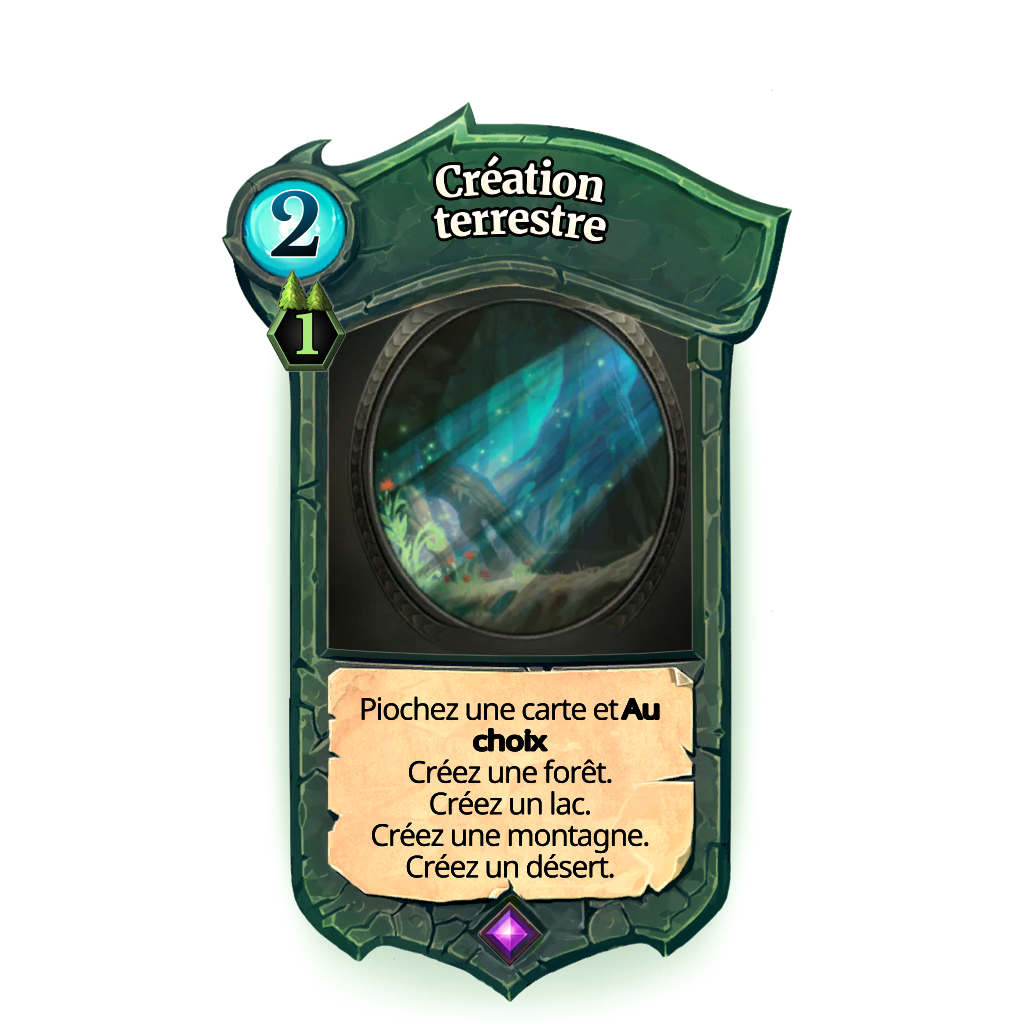 Création
terrestre
2
1
Piochez une carte et Au
choix
Créez une forêt.
Créez un lac.
Créez une montagne.
Créez un désert.